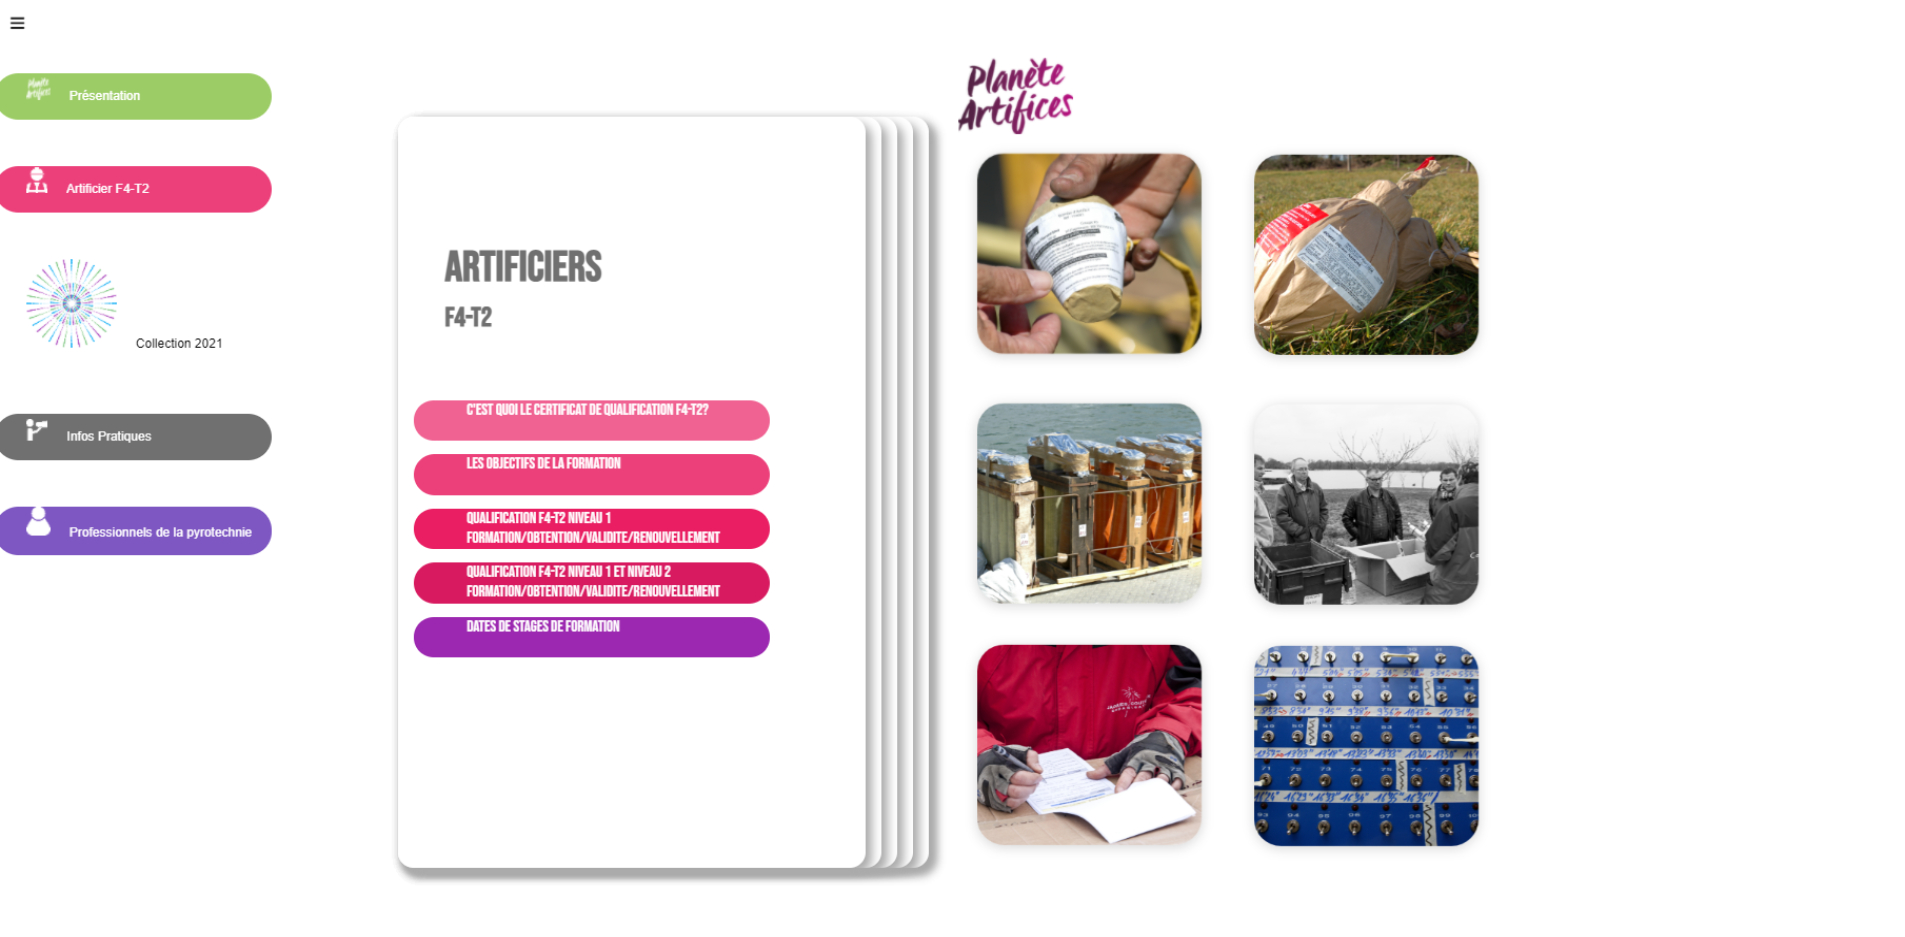 Planète
Artifices
Présentation
Artificier F4-T2
Collection 2021
Infos Pratiques
Professionnels de la pyrotechnie
ARTIFICIERS
F4-T2
C'EST QUOI LE CERTIFICAT DE QUALIFICATION F4-T2?
LES OBJECTIFS DE LA FORMATION
QUALIFICATION F4-T2 NIVEAU 1
FORMATION/OBTENTION/VALIDITE/RENOUVELLEMENT
QUALIFICATION F4-T2 NIVEAU 1 ET NIVEAU 2
FORMATION/OBTENTION/VALIDITE/RENOUVELLEMENT
DATES DE STAGES DE FORMATION
Planète
Artifices